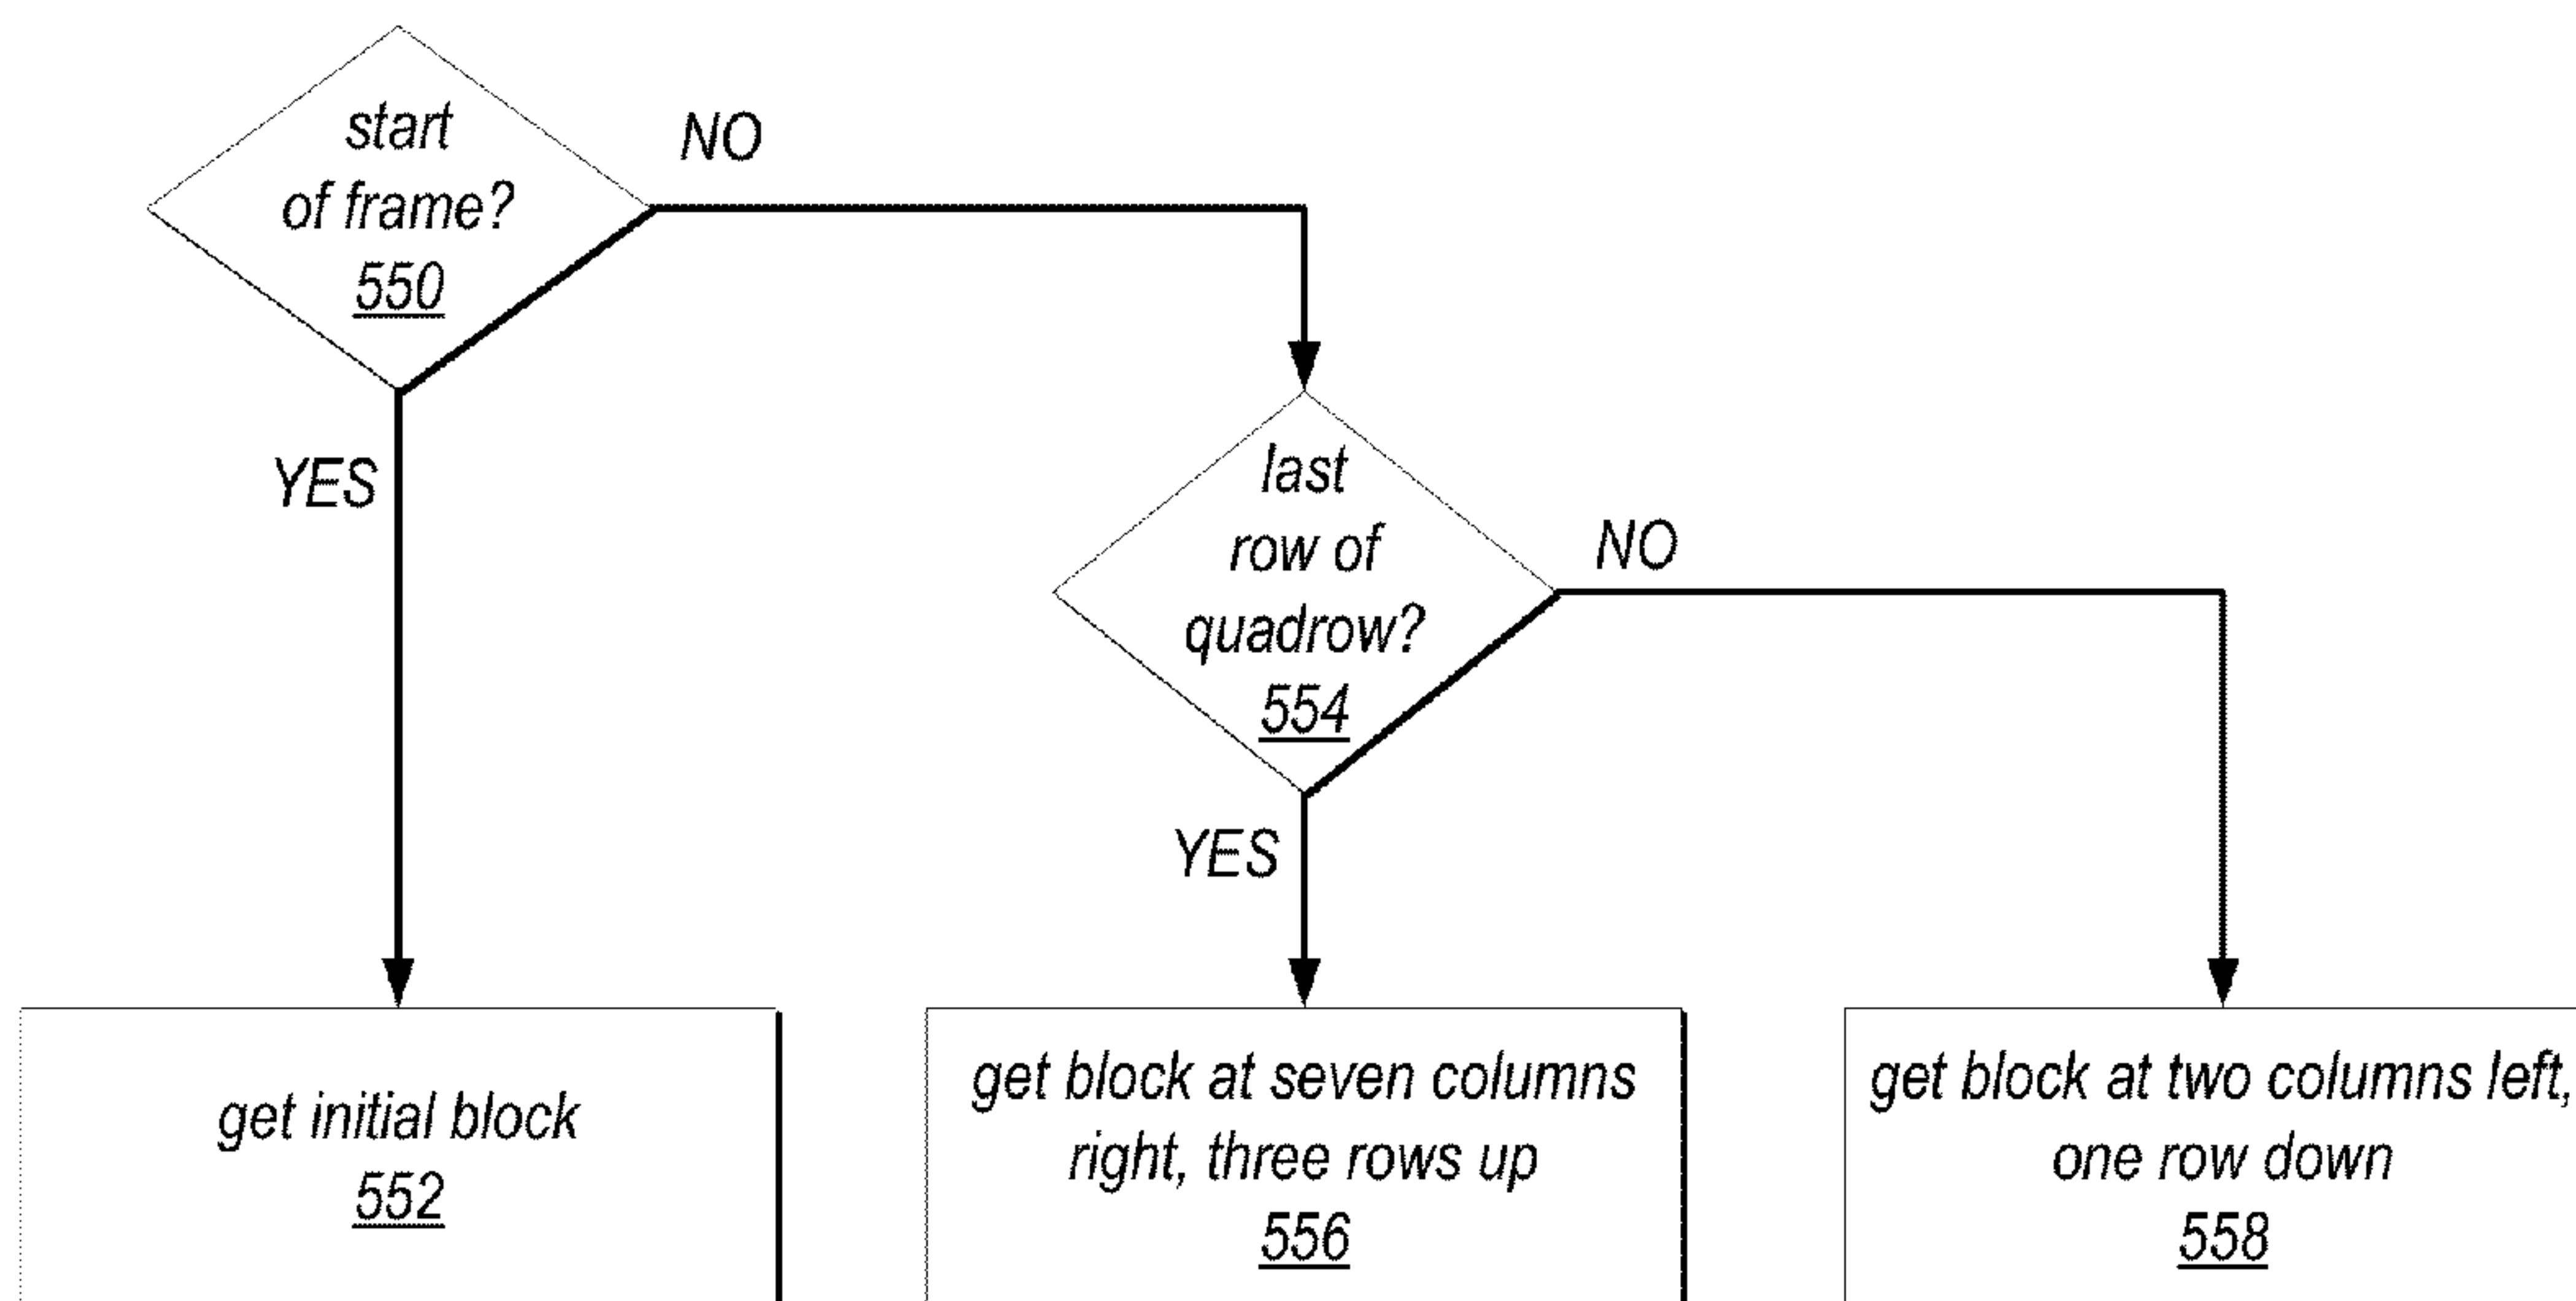 start
of frame?
550
NO
YES
last
row of
quadrow?
554
NO
YES
get initial block
552
get block at seven columns
right, three rows up
556
get block at two columns left,
one row down
558